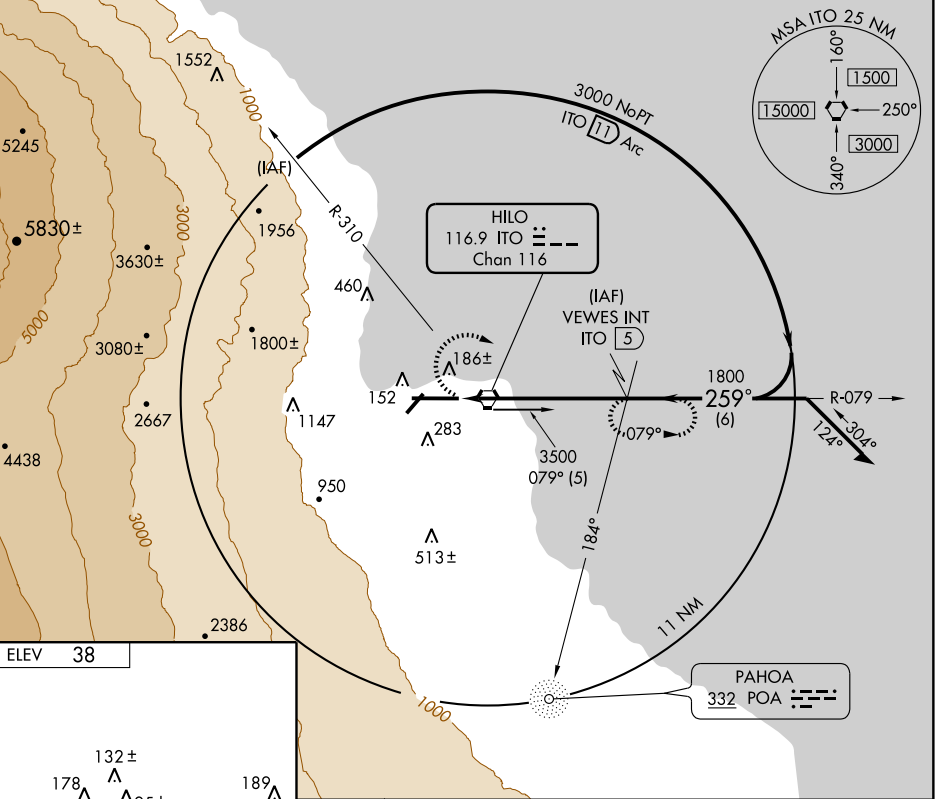 MSA ITO 25 NM
160°
1500
15000
250°
3000
340°
1552
1000
3000 NoPT
ITO 11 Arc
5245
(IAF)
R-310
1956
3000
5830±
3630±
HILO
116.9 ITO
Chan 116
460
(IAF)
VEWES INT
ITO 5
5000
3080±
1800±
186±
152
1800
259°
(6)
R-079
2667
1147
283
079°
304°
124°
3500
079° (5)
4438
950
3000
513±
184°
11 NM
2386
ELEV 38
PAHOA
332 POA
1000
132±
178
189